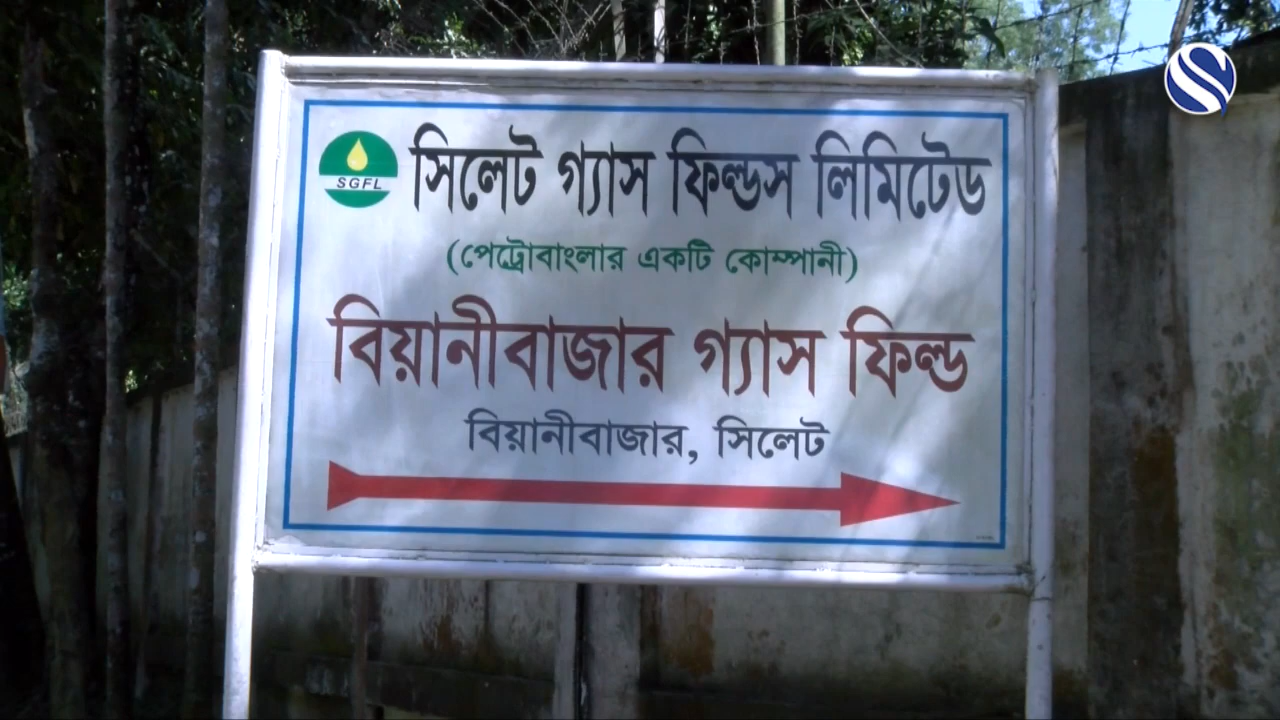 SGFL
সিলেট গ্যাস ফিল্ডস লিমিটেড
(পেট্রোবাংলার একটি কোম্পানী)
বিয়ানীবাজার গ্যাস ফিল্ড
বিয়ানীবাজার, সিলেট